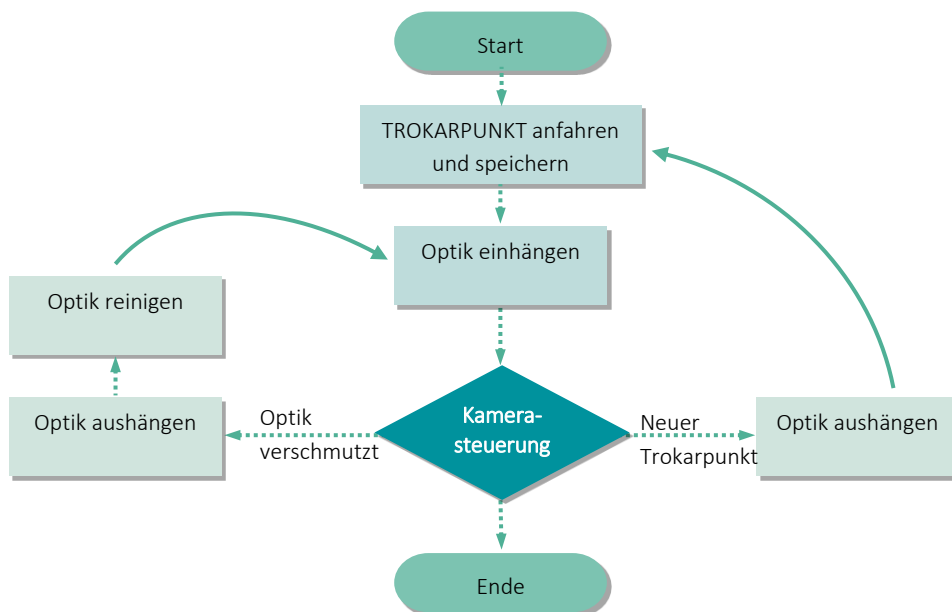 Start
TROKARPUNKT anfahren
und speichern
Optik einhängen
Optik reinigen
Optik aushängen
Optik
verschmutzt
Kamera-
steuerung
Neuer
Trokarpunkt
Optik aushängen
Ende